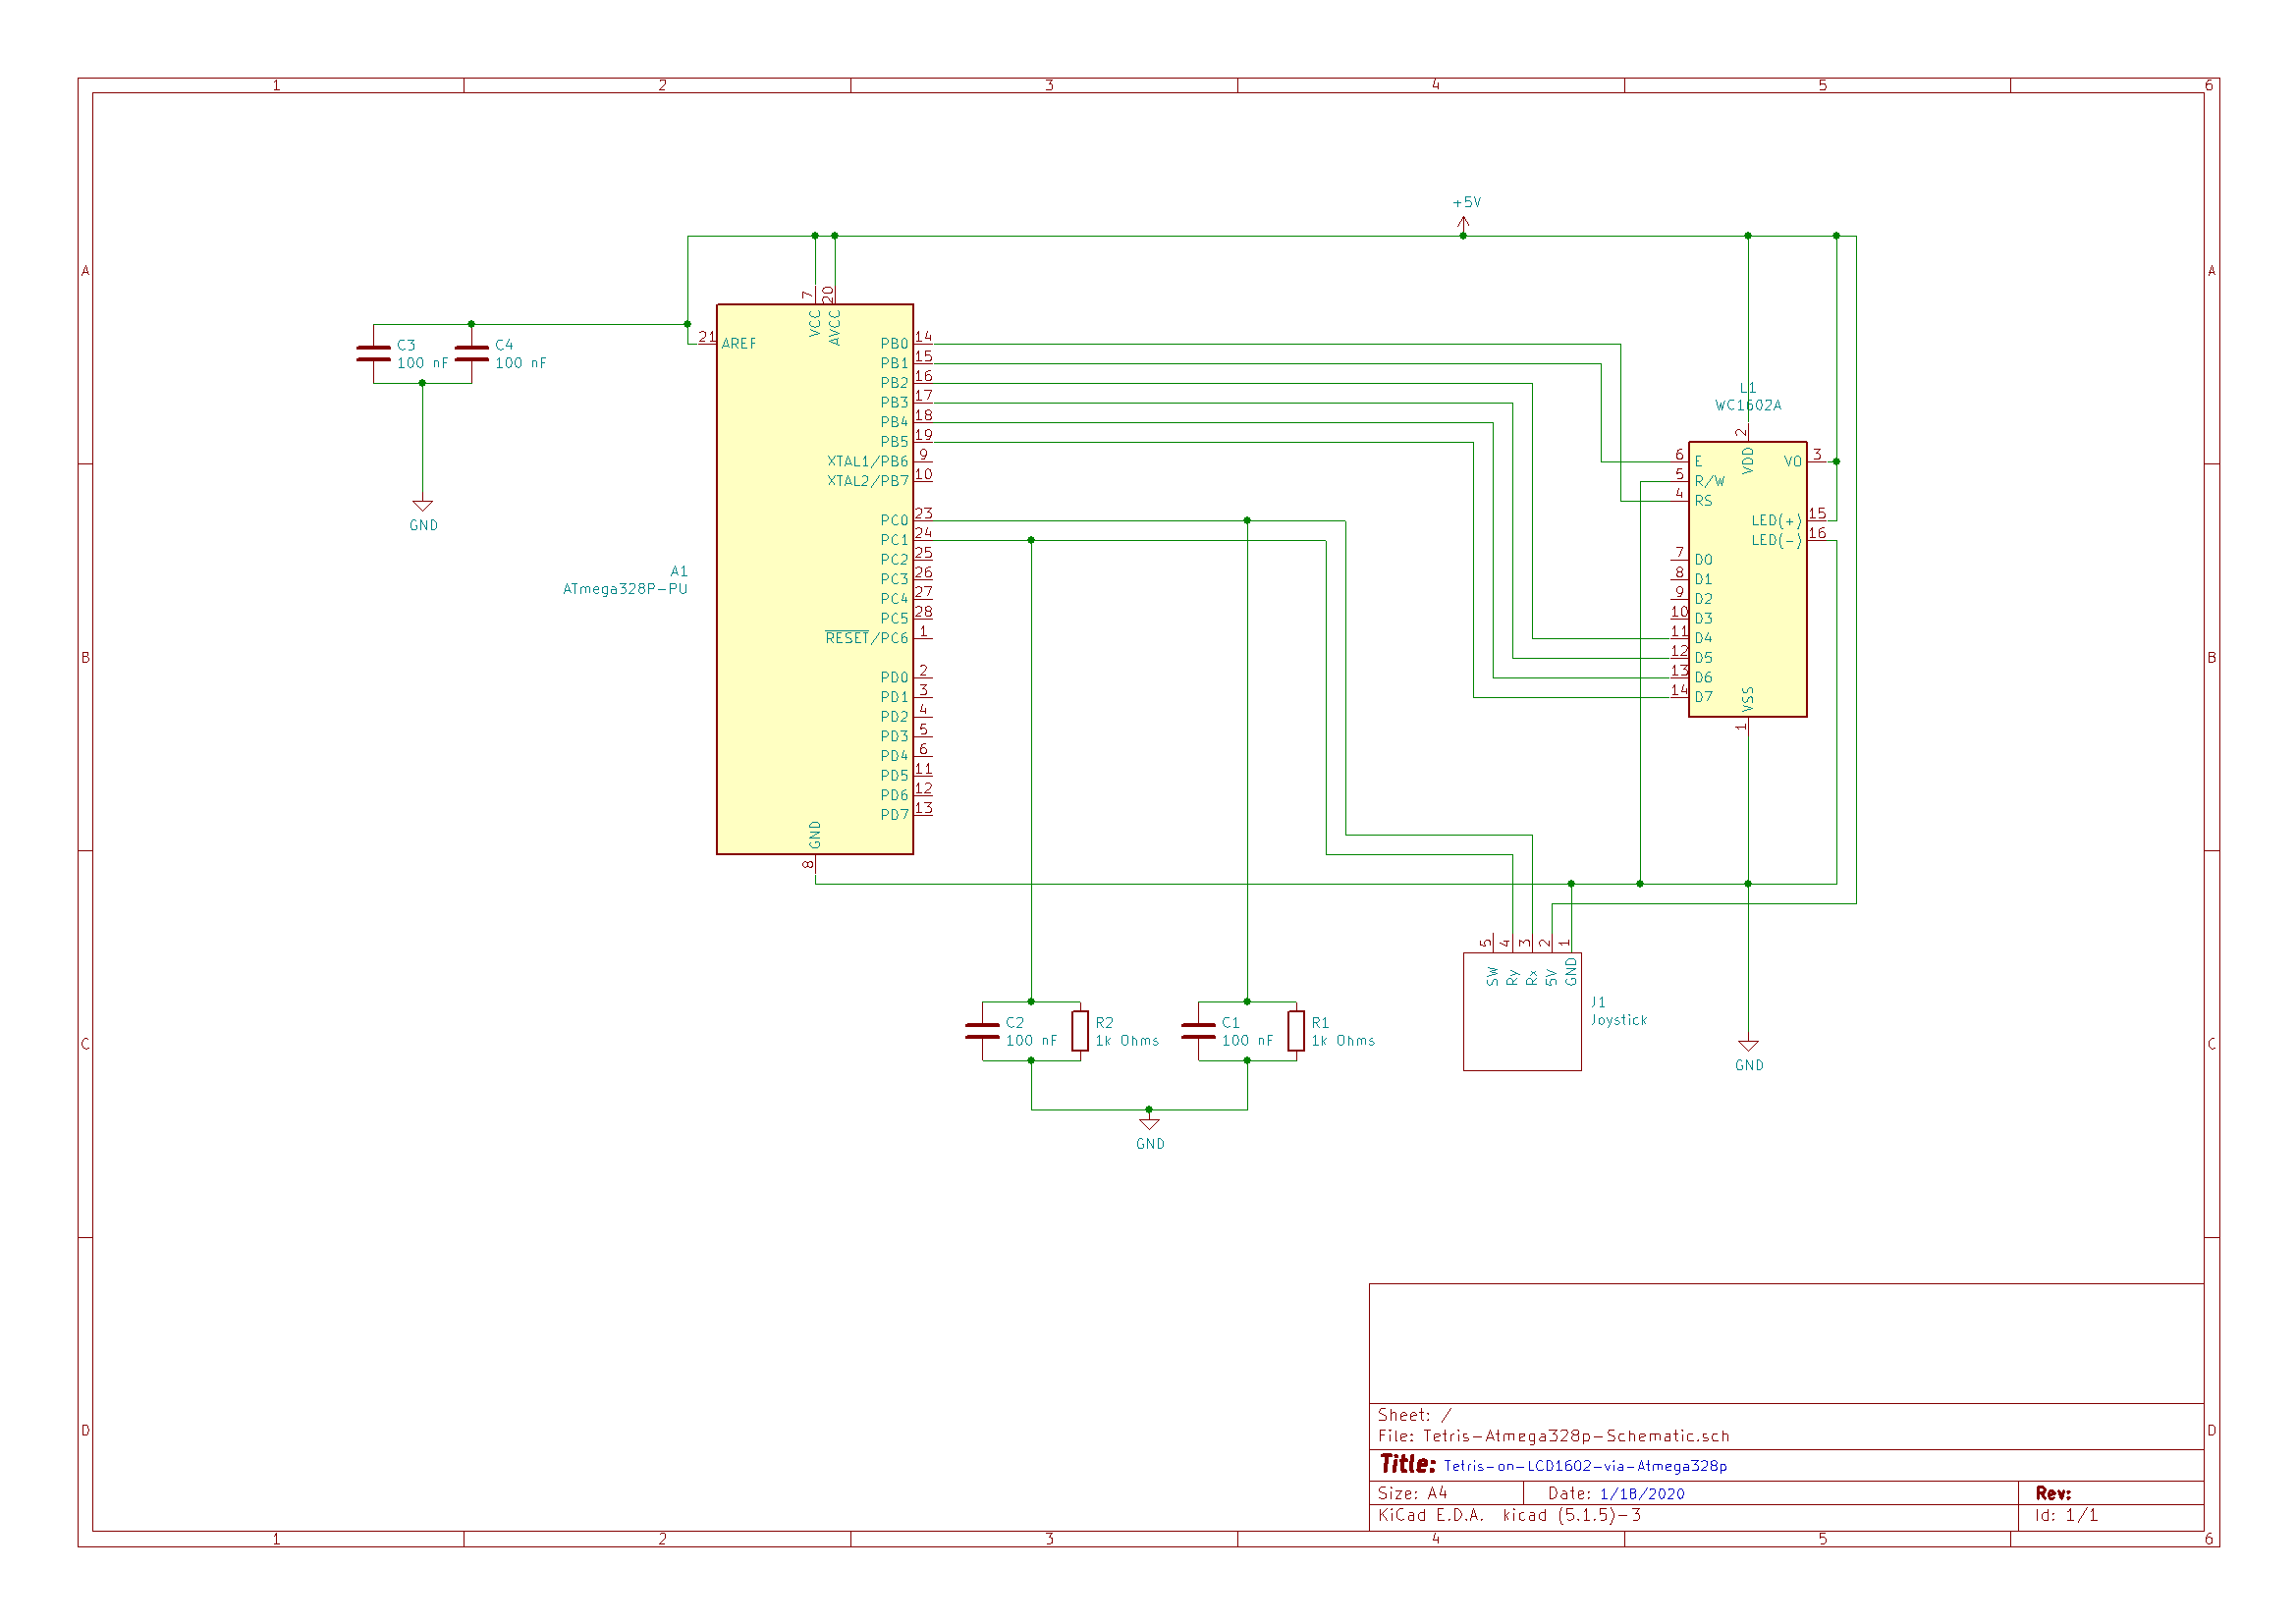 1 2 3 4 5 6
A A
B B
C C
D D
+5V
7 VCC
20 AVCC
21 AREF
C3
100 nF
C4
100 nF
GND
A1
ATmega328P-PU
PB0 14
PB1 15
PB2 16
PB3 17
PB4 18
PB5 19
XTAL1/PB6 9
XTAL2/PB7 10
PC0 23
PC1 24
PC2 25
PC3 26
PC4 27
PC5 28
RESET/PC6 1
PD0 2
PD1 3
PD2 4
PD3 5
PD4 6
PD5 11
PD6 12
PD7 13
GND 8
L1
WC1602A
2 VDD
6 E
5 R/W
4 RS
VO 3
LED(+) 15
LED(-) 16
7 D0
8 D1
9 D2
10 D3
11 D4
12 D5
13 D6
14 D7
VSS 1
5 SW
4 Ry
3 Rx
2 5V
1 GND
J1
Joystick
GND
C2
100 nF
R2
1k Ohms
C1
100 nF
R1
1k Ohms
GND
Sheet: /
File: Tetris-Atmega328p-Schematic.sch
Title: Tetris-on-LCD1602-via-Atmega328p
Size: A4 Date: 1/18/2020 Rev:
KiCad E.D.A. kicad (5.1.5)-3 Id: 1/1
1 2 3 4 5 6